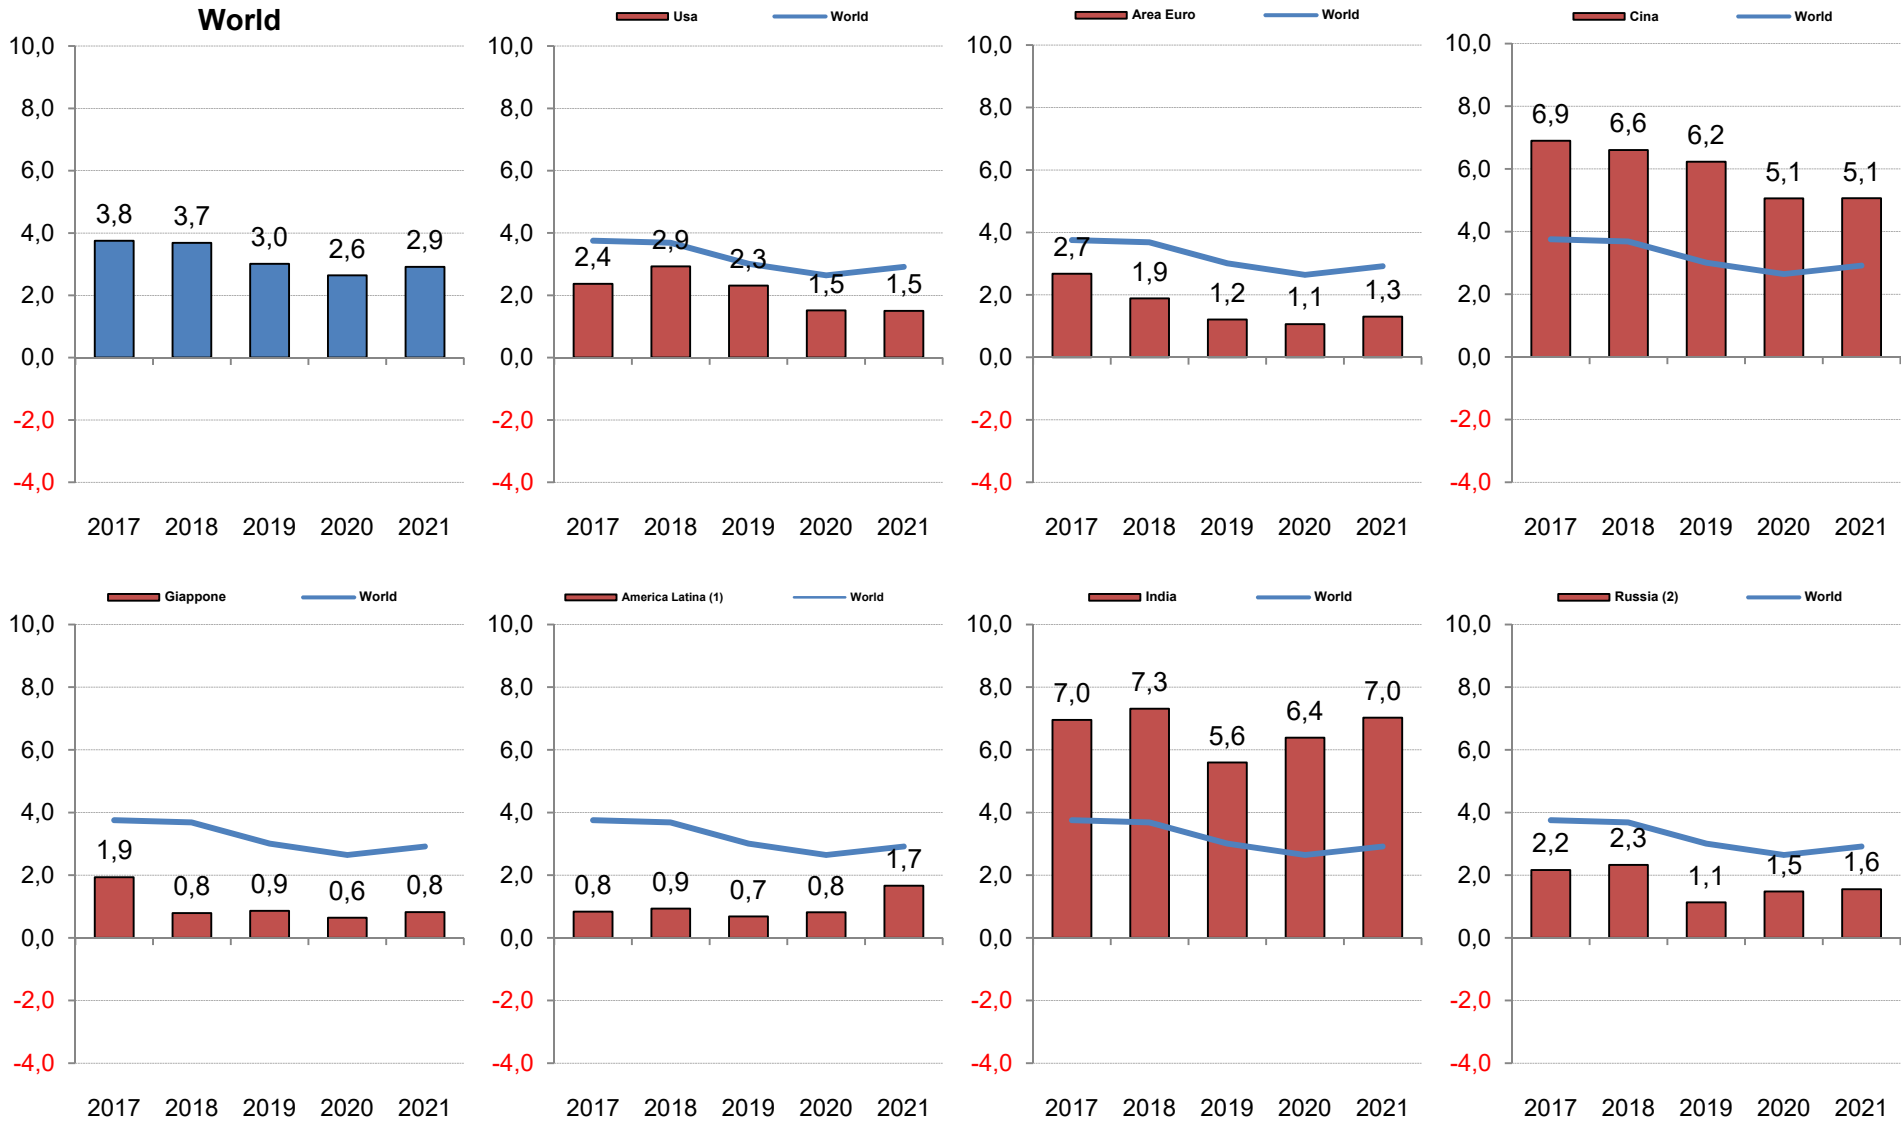 World
10,0
8,0
6,0
4,0
2,0
0,0
-2,0
-4,0
3,8 3,7 3,0 2,6 2,9
2017 2018 2019 2020 2021
Usa World
10,0
8,0
6,0
4,0
2,0
0,0
-2,0
-4,0
2,4 2,9 2,3 1,5 1,5
2017 2018 2019 2020 2021
Area Euro World
10,0
8,0
6,0
4,0
2,0
0,0
-2,0
-4,0
2,7 1,9 1,2 1,1 1,3
2017 2018 2019 2020 2021
Cina World
10,0
8,0
6,0
4,0
2,0
0,0
-2,0
-4,0
6,9 6,6 6,2 5,1 5,1
2017 2018 2019 2020 2021
Giappone World
10,0
8,0
6,0
4,0
2,0
0,0
-2,0
-4,0
1,9 0,8 0,9 0,6 0,8
2017 2018 2019 2020 2021
America Latina (1) World
10,0
8,0
6,0
4,0
2,0
0,0
-2,0
-4,0
0,8 0,9 0,7 0,8 1,7
2017 2018 2019 2020 2021
India World
10,0
8,0
6,0
4,0
2,0
0,0
-2,0
-4,0
7,0 7,3 5,6 6,4 7,0
2017 2018 2019 2020 2021
Russia (2) World
10,0
8,0
6,0
4,0
2,0
0,0
-2,0
-4,0
2,2 2,3 1,1 1,5 1,6
2017 2018 2019 2020 2021